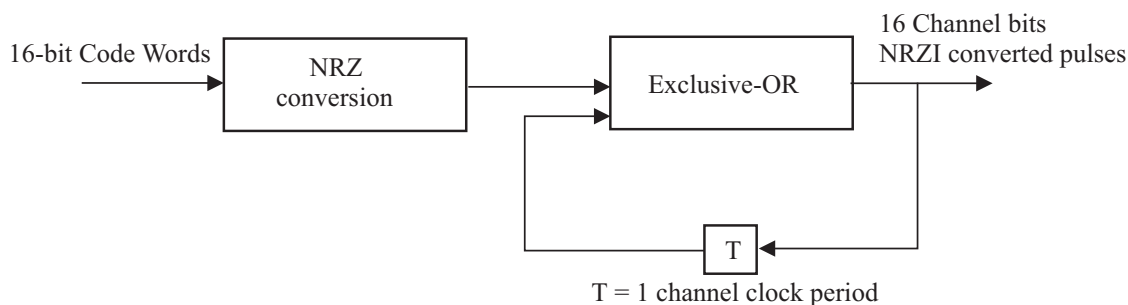 16-bit Code Words
NRZ
conversion
Exclusive-OR
16 Channel bits
NRZI converted pulses
T
T = 1 channel clock period